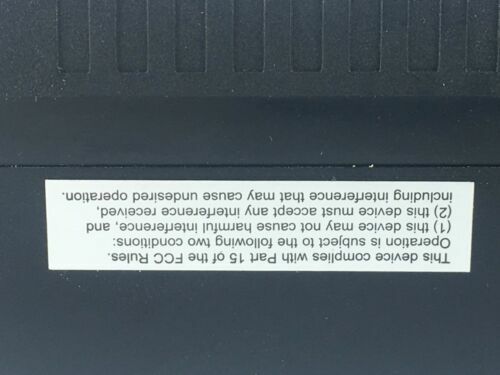 This device complies with Part 15 of the FCC Rules.
Operation is subject to the following two conditions:
(1) this device may not cause harmful interference, and
(2) this device must accept any interference received,
including interference that may cause undesired operation.